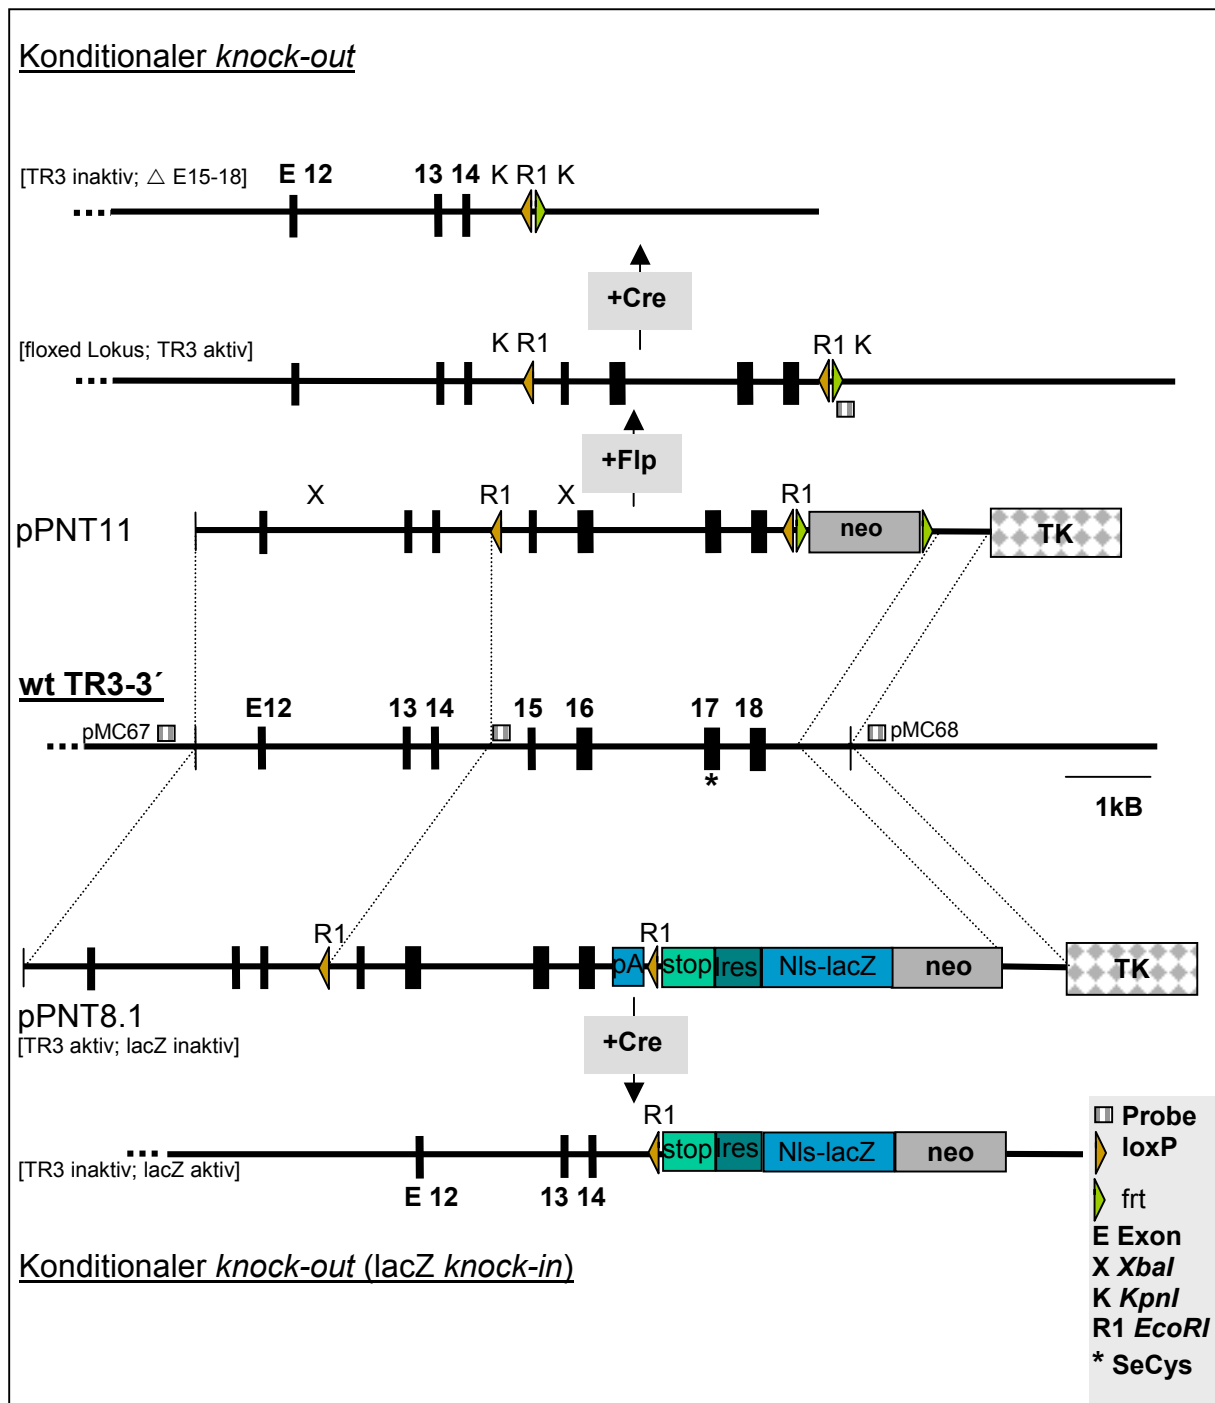 Konditionaler knock-out
[TR3 inaktiv; △ E15-18]
E 12 13 14 K R1 K
+Cre
[floxed Lokus; TR3 aktiv]
K R1 R1 K
+Flp
X R1 X R1
pPNT11
neo
TK
wt TR3-3´
E12 13 14 15 16 17 18
pMC67
pMC68
*
1kB
R1 R1
pA stop Ires Nls-lacZ neo TK
pPNT8.1
[TR3 aktiv; lacZ inaktiv]
+Cre
R1
stop Ires Nls-lacZ neo
[TR3 inaktiv; lacZ aktiv]
E 12 13 14
Konditionaler knock-out (lacZ knock-in)
Probe
loxP
frt
E Exon
X XbaI
K KpnI
R1 EcoRI
* SeCys